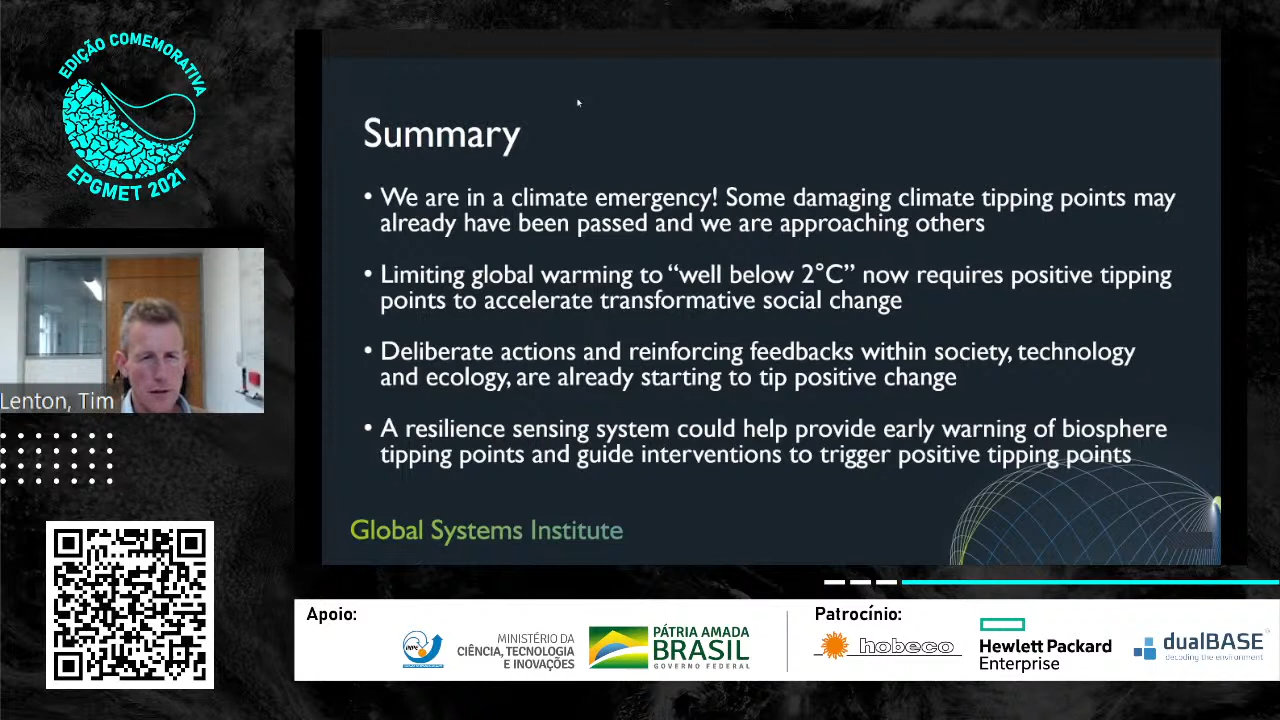 EDIÇÃO COMEMORATIVA
EPGMET 2021
Lenton, Tim
Summary
• We are in a climate emergency! Some damaging climate tipping points may
already have been passed and we are approaching others
• Limiting global warming to “well below 2°C” now requires positive tipping
points to accelerate transformative social change
• Deliberate actions and reinforcing feedbacks within society, technology
and ecology, are already starting to tip positive change
• A resilience sensing system could help provide early warning of biosphere
tipping points and guide interventions to trigger positive tipping points
Global Systems Institute
Apoio:
INPE
MINISTÉRIO DA
CIÊNCIA, TECNOLOGIA
E INOVAÇÕES
PÁTRIA AMADA
BRASIL
GOVERNO FEDERAL
Patrocínio:
hobeco
Hewlett Packard
Enterprise
dualBASE
decoding the environment